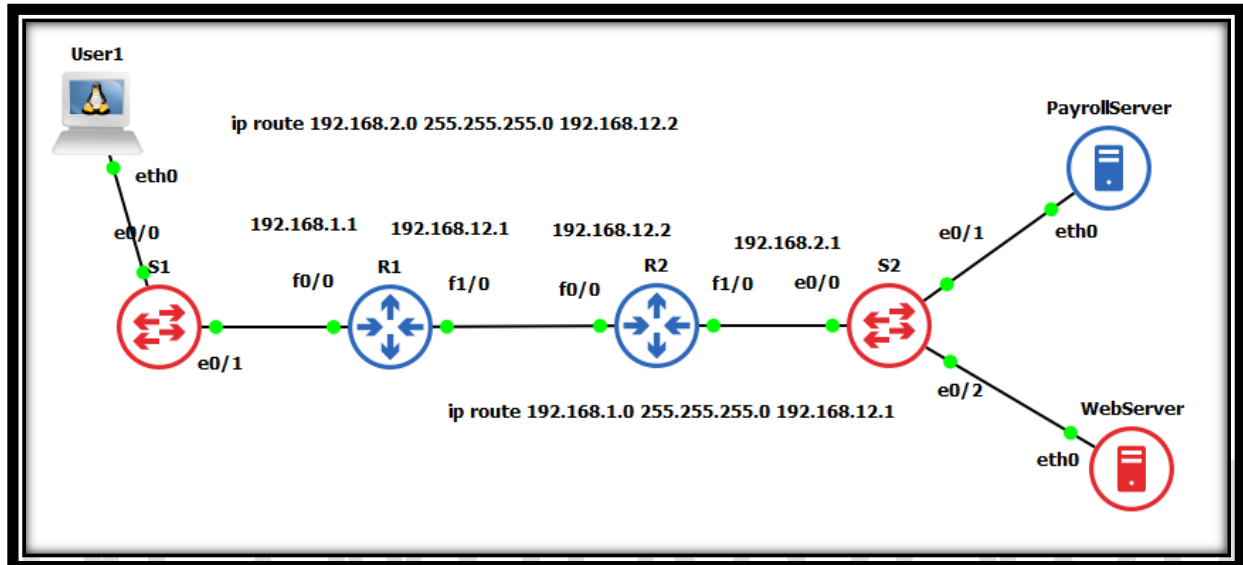 User1
PayrollServer
ip route 192.168.2.0 255.255.255.0 192.168.12.2
eth0
192.168.1.1 192.168.12.1 192.168.12.2 192.168.2.1
e0/0 e0/1 eth0
S1 R1 R2 S2
f0/0 f1/0 f0/0 f1/0 e0/0
e0/1
e0/2
ip route 192.168.1.0 255.255.255.0 192.168.12.1
WebServer
eth0